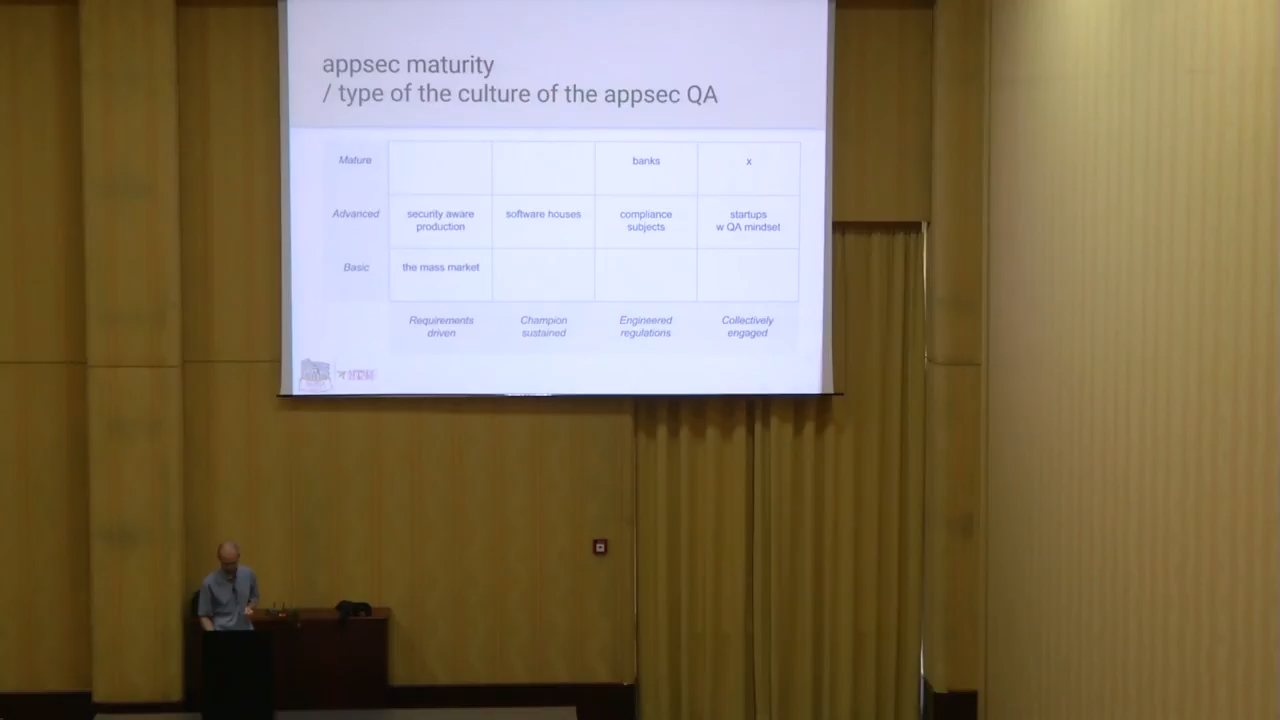 appsec maturity
/ type of the culture of the appsec QA
Mature
banks
x
Advanced
security aware
production
software houses
compliance
subjects
startups
w QA mindset
Basic
the mass market
Requirements
driven
Champion
sustained
Engineered
regulations
Collectively
engaged